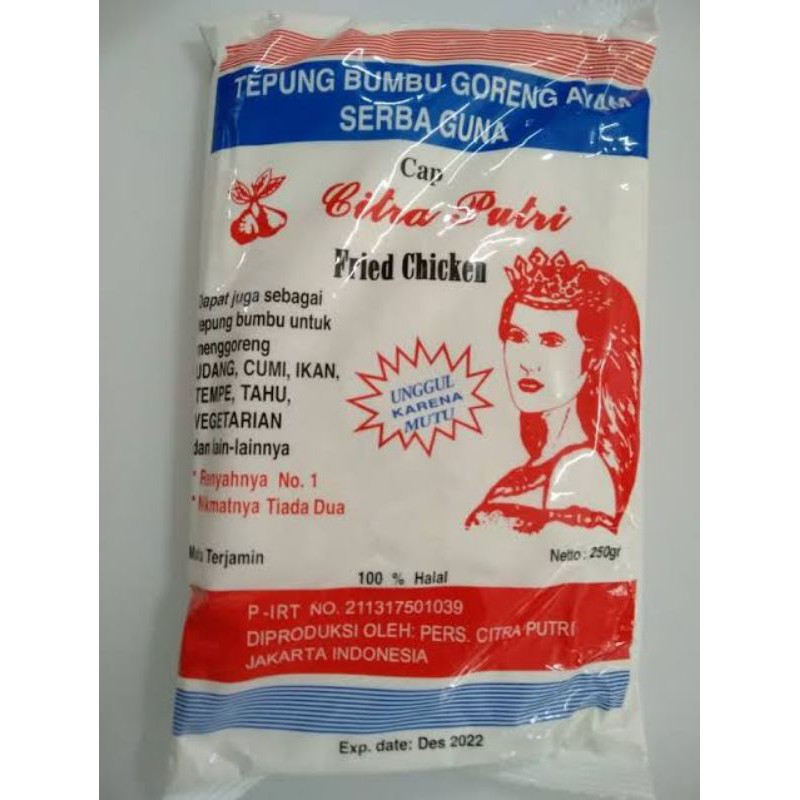 TEPUNG BUMBU GORENG AYAM
SERBA GUNA
Cap
Citra Putri
Fried Chicken
Dapat juga sebagai
tepung bumbu untuk
menggoreng
UDANG, CUMI, IKAN,
TEMPE, TAHU,
VEGETARIAN
dan lain-lainnya
* Renyahnya No. 1
* Nikmatnya Tiada Dua
UNGGUL
KARENA
MUTU
Mutu Terjamin
Netto : 250gr
100 % Halal
P-IRT NO. 211317501039
DIPRODUKSI OLEH: PERS. CITRA PUTRI
JAKARTA INDONESIA
Exp. date: Des 2022